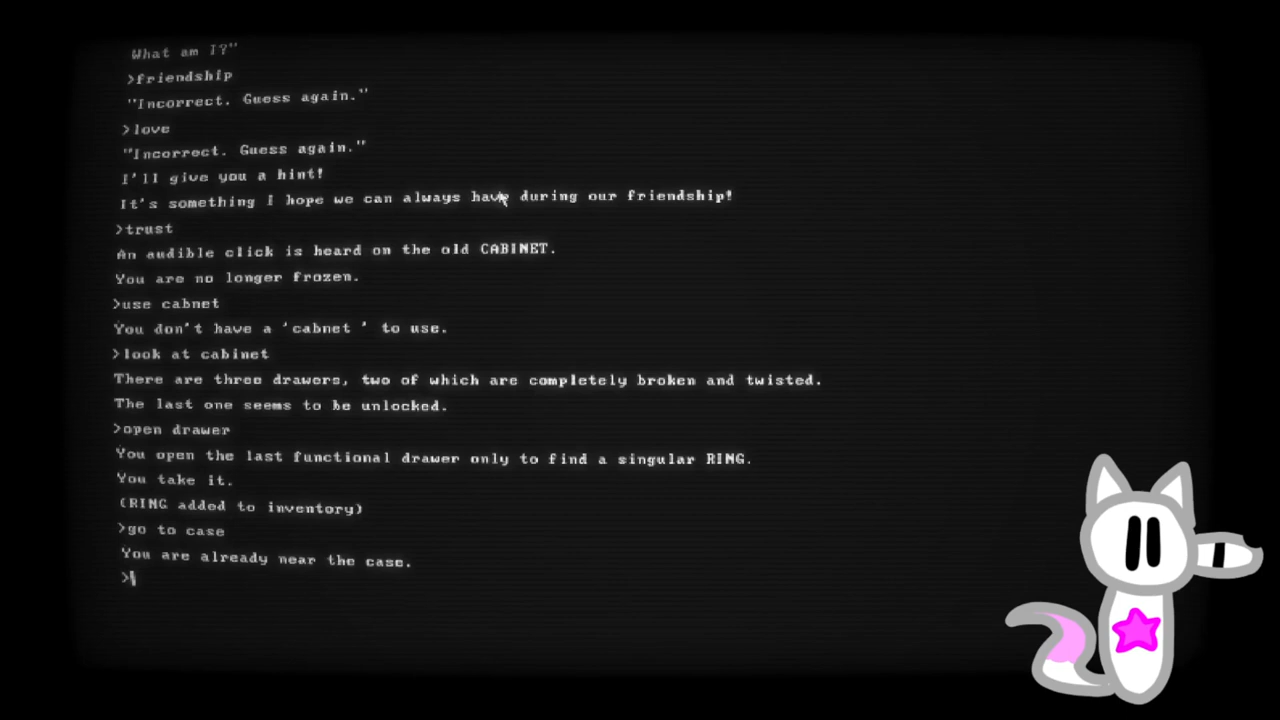 What am I?"
>friendship
"Incorrect. Guess again."
>love
"Incorrect. Guess again."
I'll give you a hint!
It's something I hope we can always have during our friendship!
>trust
An audible click is heard on the old CABINET.
You are no longer frozen.
>use cabnet
You don't have a 'cabnet ' to use.
>look at cabinet
There are three drawers, two of which are completely broken and twisted.
The last one seems to be unlocked.
>open drawer
You open the last functional drawer only to find a singular RING.
You take it.
(RING added to inventory)
>go to case
You are already near the case.
>